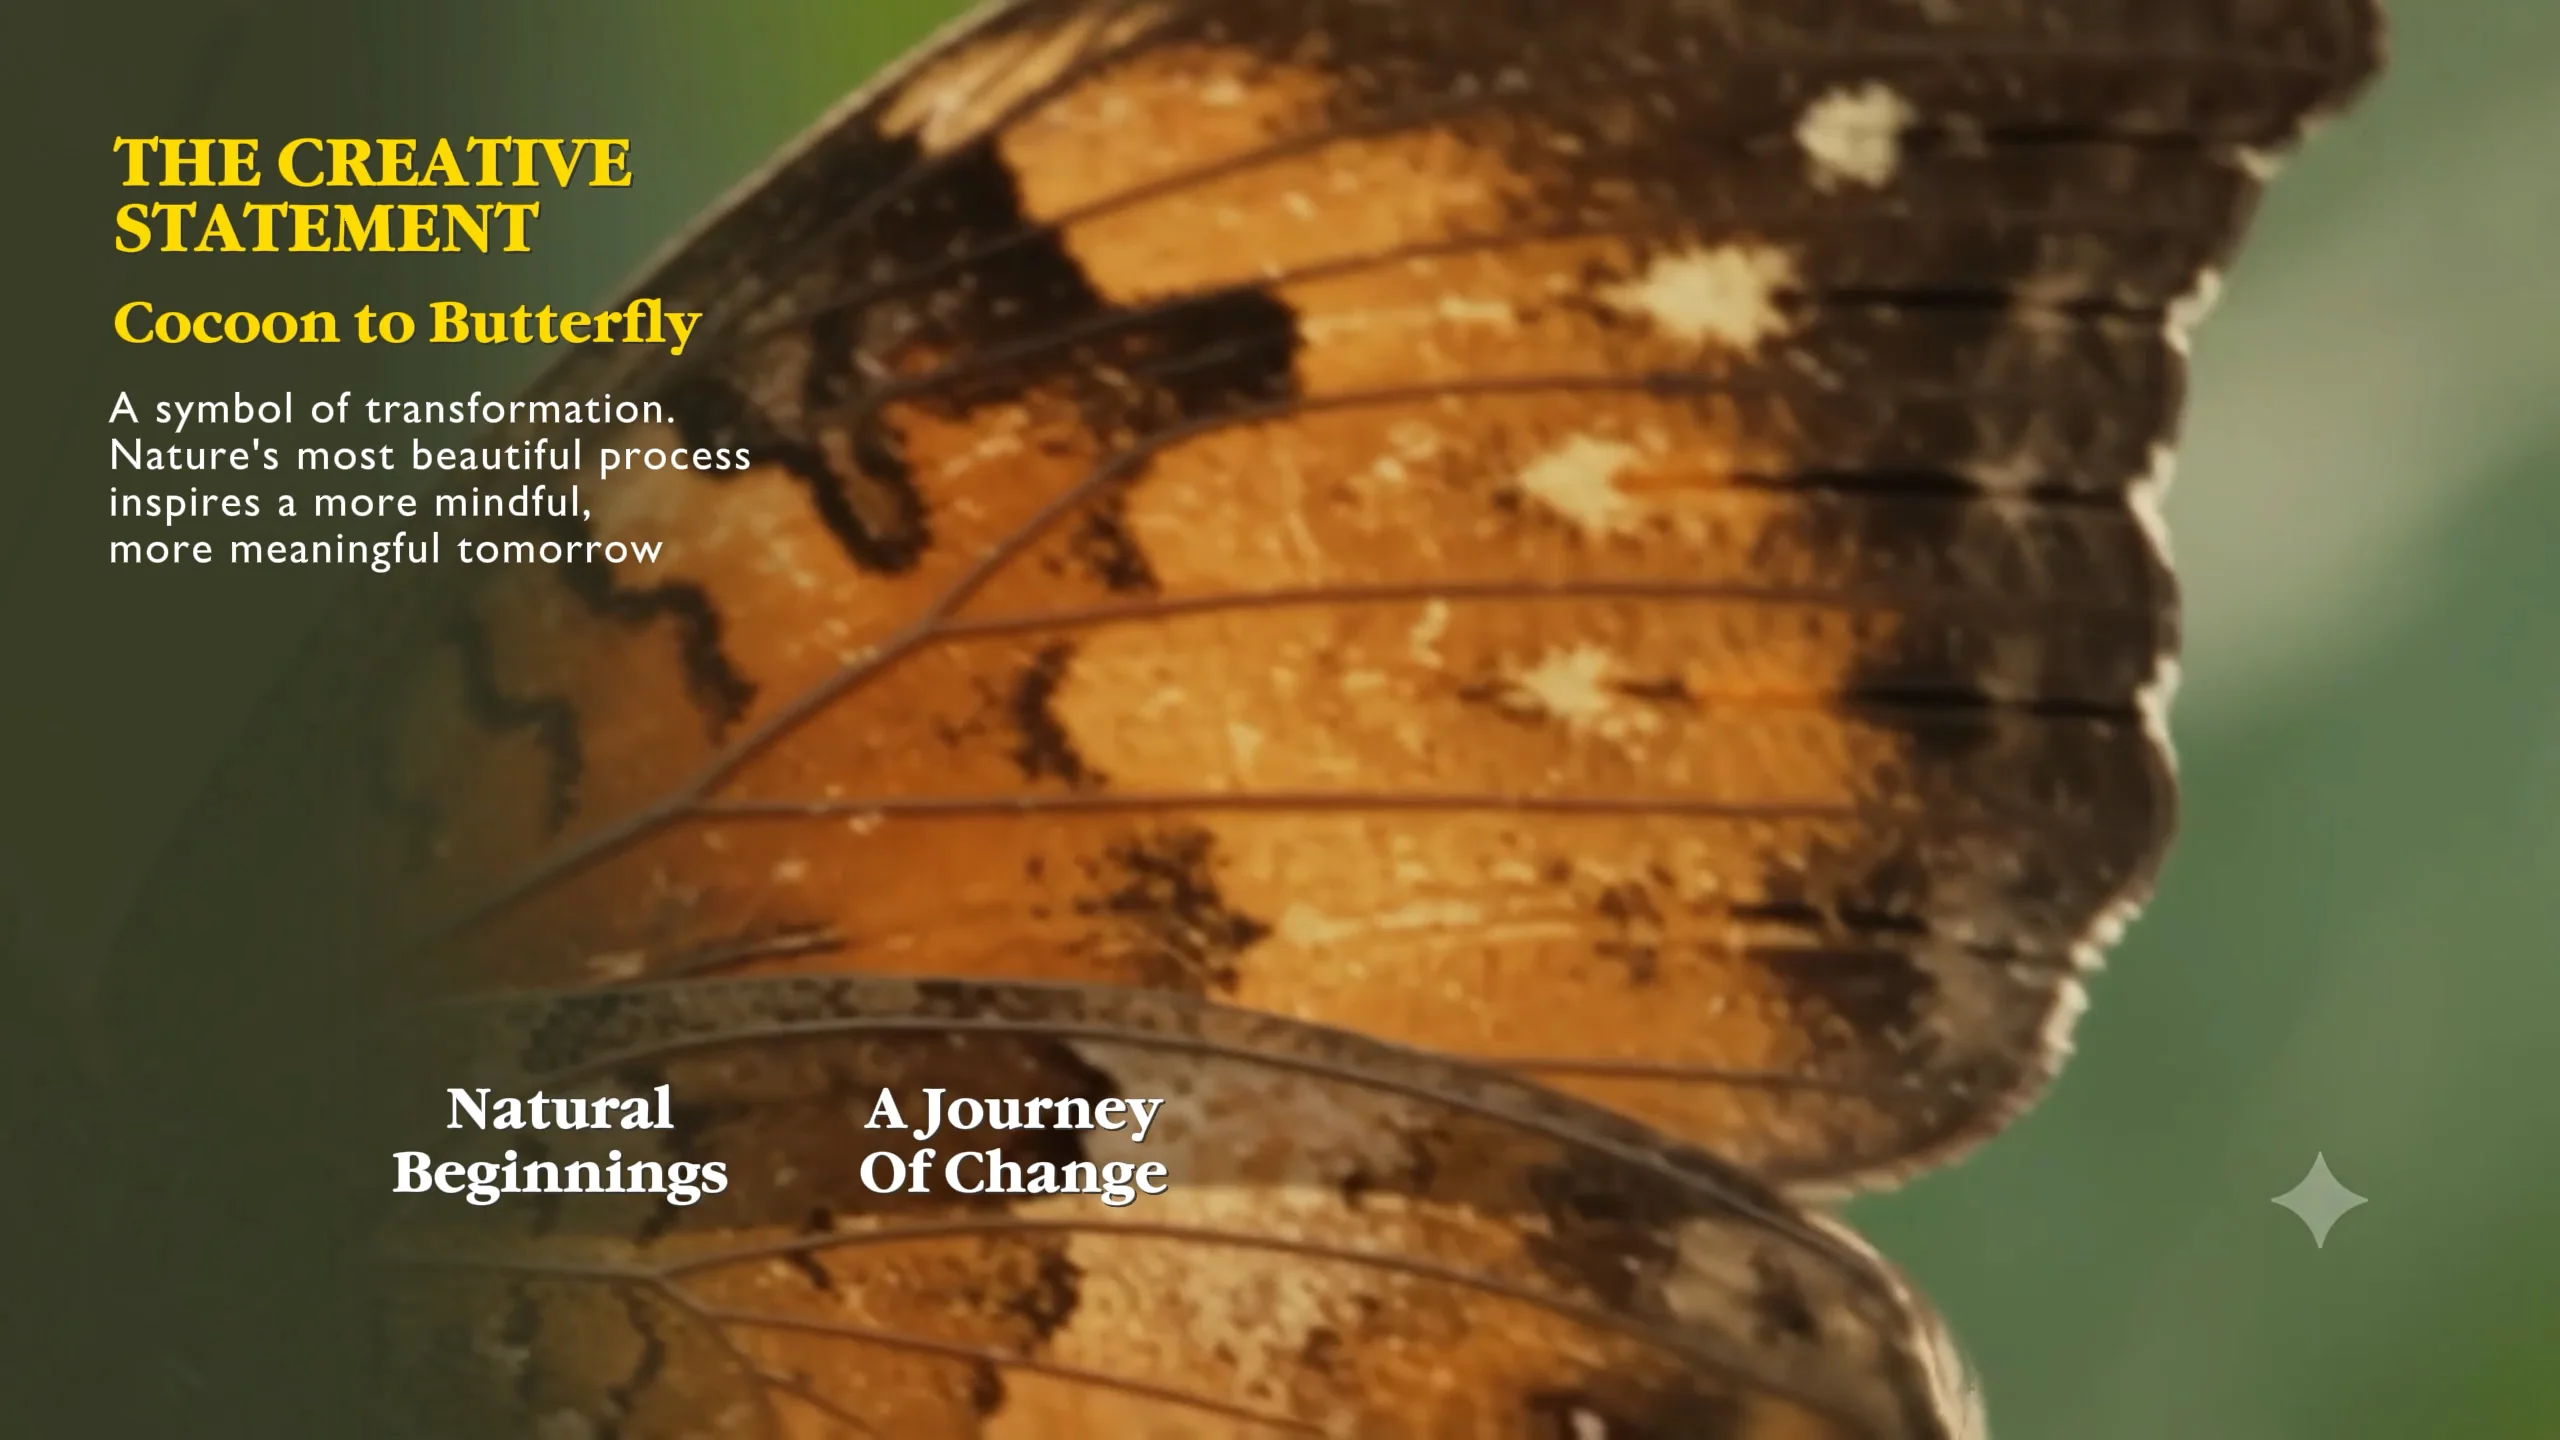 THE CREATIVE
STATEMENT
Cocoon to Butterfly
A symbol of transformation.
Nature's most beautiful process
inspires a more mindful,
more meaningful tomorrow
Natural
Beginnings
A Journey
Of Change